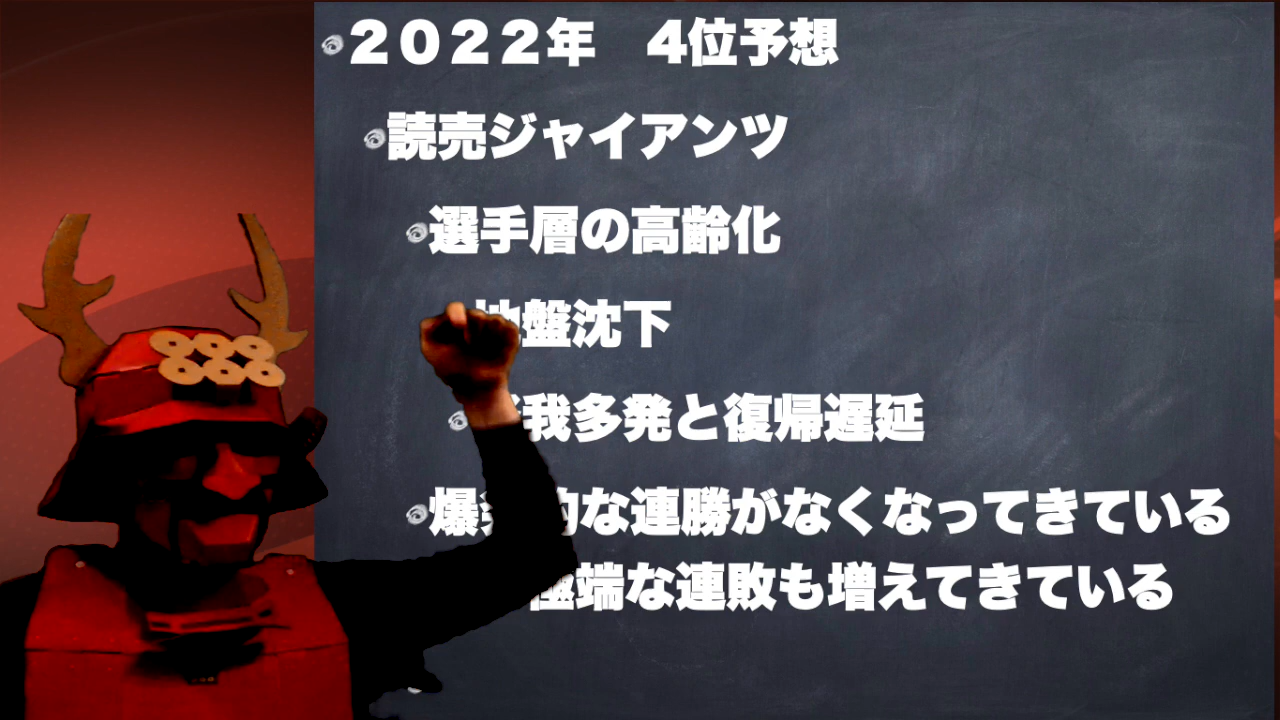 ２０２２年　4位予想
読売ジャイアンツ
選手層の高齢化
地盤沈下
我多発と復帰遅延
爆発的な連勝がなくなってきている
極端な連敗も増えてきている